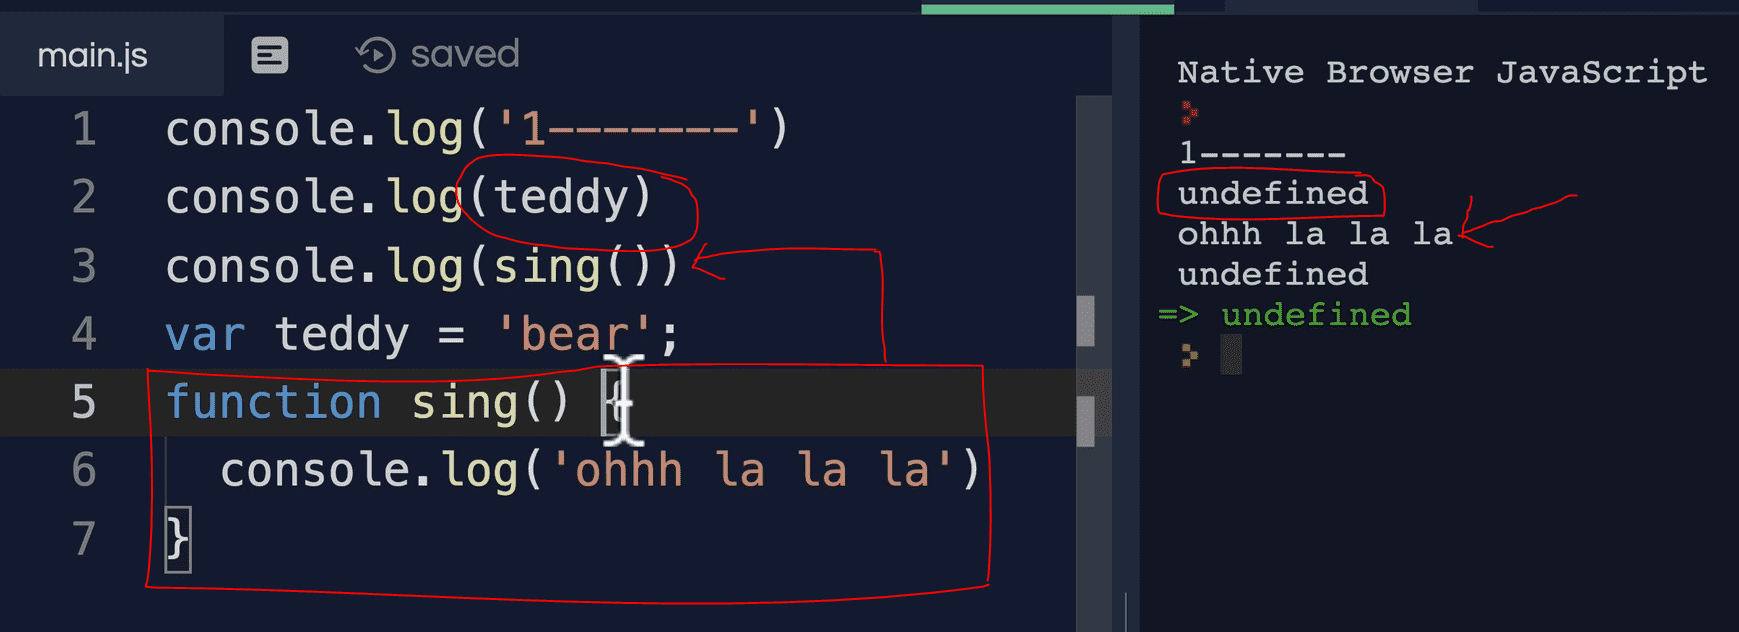 main.js saved
1 console.log('1-------')
2 console.log(teddy)
3 console.log(sing())
4 var teddy = 'bear';
5 function sing() {
6 console.log('ohhh la la la')
7 }
Native Browser JavaScript
1-------
undefined
ohhh la la la
undefined
=> undefined